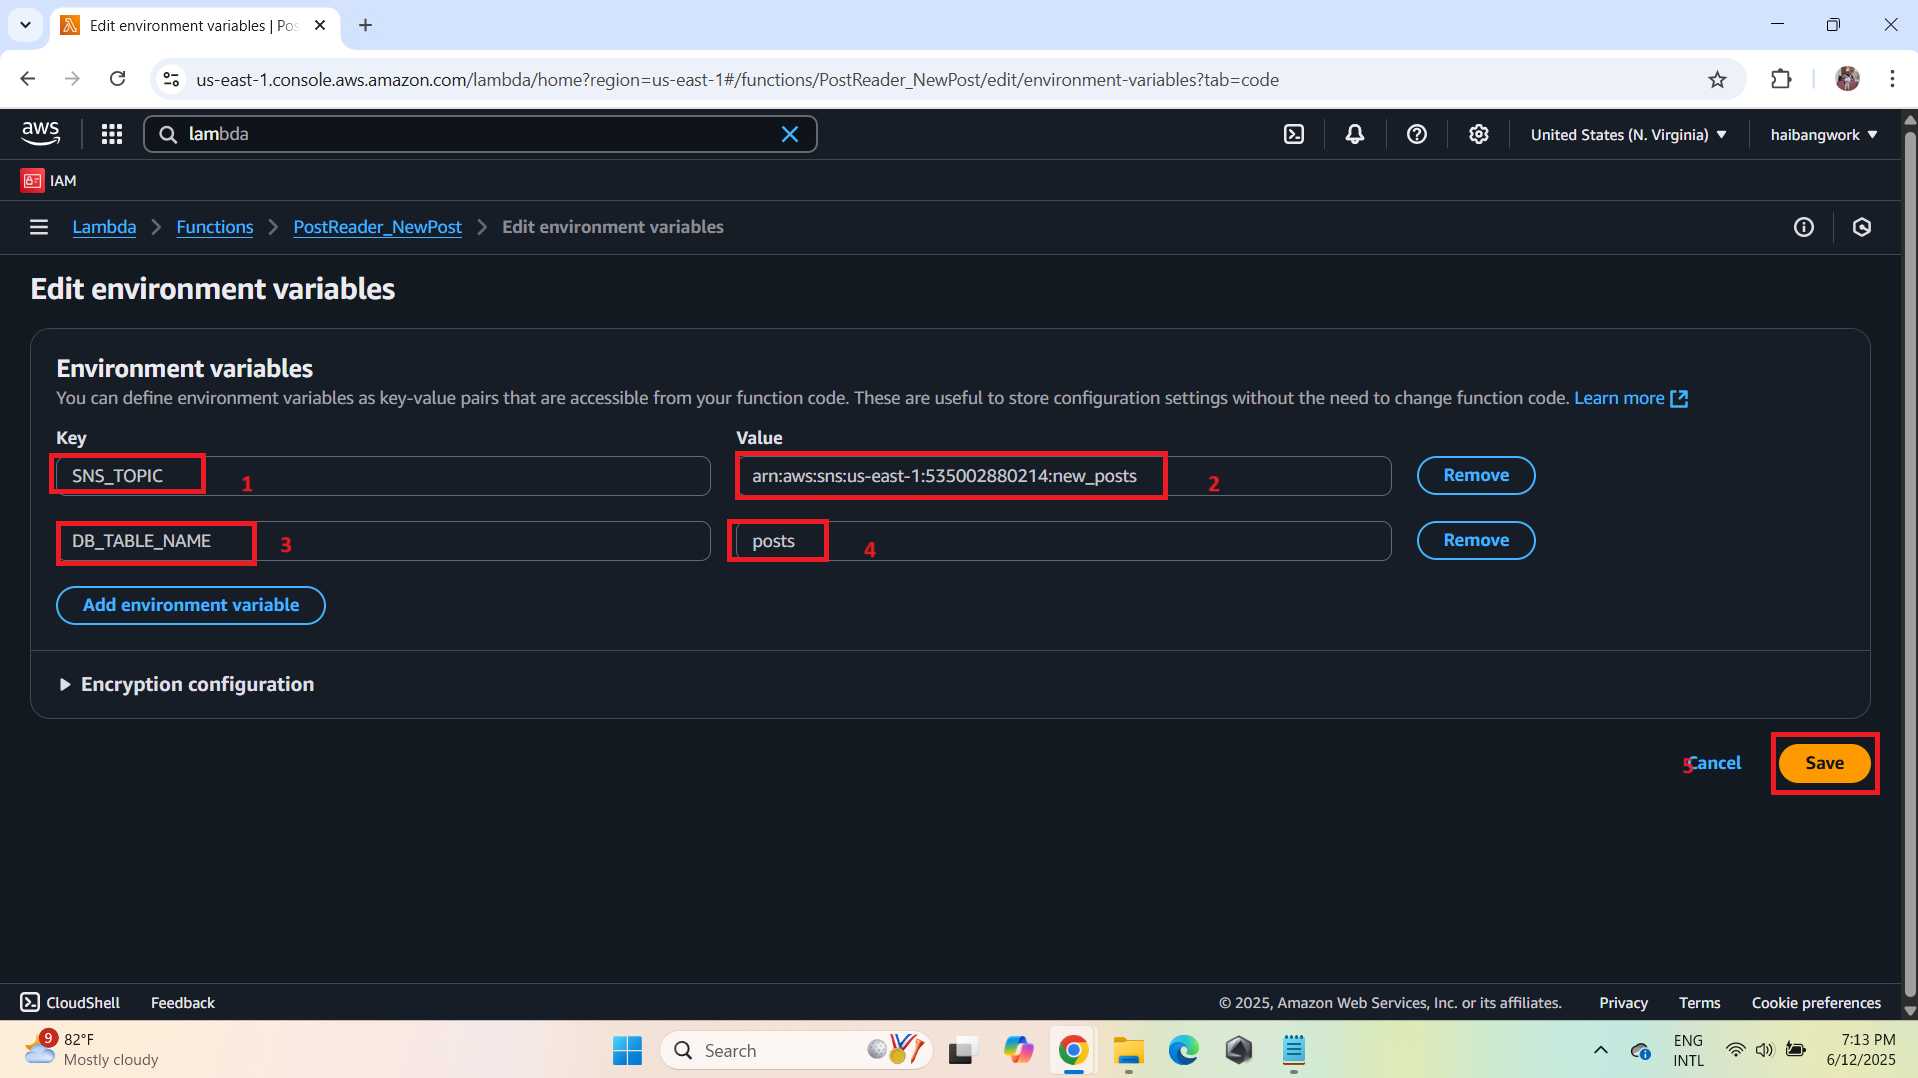 Edit environment variables | Pos
us-east-1.console.aws.amazon.com/lambda/home?region=us-east-1#/functions/PostReader_NewPost/edit/environment-variables?tab=code
aws
lambda
United States (N. Virginia)
haibangwork
IAM
Lambda
Functions
PostReader_NewPost
Edit environment variables
Edit environment variables
Environment variables
You can define environment variables as key-value pairs that are accessible from your function code. These are useful to store configuration settings without the need to change function code. Learn more
Key
Value
SNS_TOPIC
1
arn:aws:sns:us-east-1:535002880214:new_posts
2
Remove
DB_TABLE_NAME
3
posts
4
Remove
Add environment variable
Encryption configuration
5
Cancel
Save
CloudShell
Feedback
© 2025, Amazon Web Services, Inc. or its affiliates.
Privacy
Terms
Cookie preferences
9
82°F
Mostly cloudy
Search
ENG
INTL
7:13 PM
6/12/2025